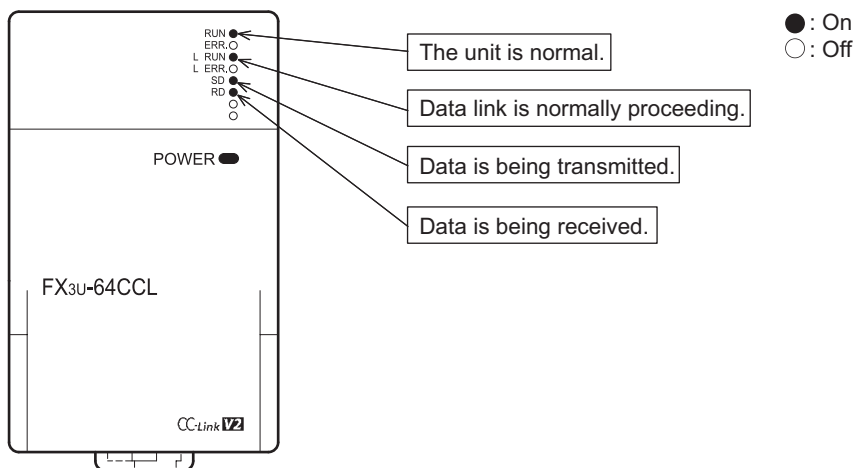 RUN
ERR.
L RUN
L ERR.
SD
RD
POWER
FX3U-64CCL
CC-Link V2
The unit is normal.
Data link is normally proceeding.
Data is being transmitted.
Data is being received.
: On
: Off